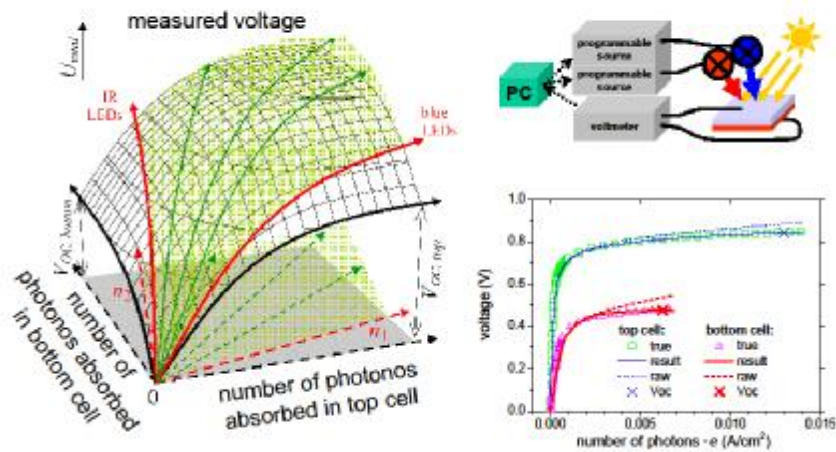 measured voltage
U_total
IR
LEDs
blue
LEDs
V_OC, bottom
V_OC, top
n_2
n_1
0
number of
photonos absorbed
in bottom cell
number of photonos
absorbed in top cell
programmable
source
programmable
source
PC
voltmeter
1.0
0.8
0.6
0.4
0.2
0.0
voltage (V)
top cell: bottom cell:
true true
result result
raw raw
Voc Voc
0.000 0.005 0.010 0.015
number of photons - e (A/cm²)